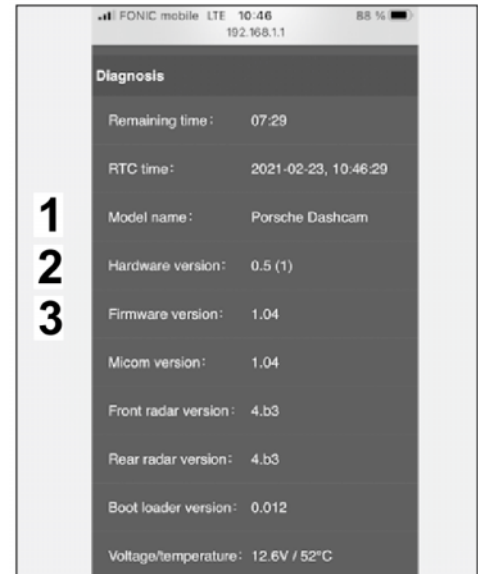 FONIC mobile LTE 10:46 88 %
192.168.1.1
Diagnosis
Remaining time: 07:29
RTC time: 2021-02-23, 10:46:29
1 Model name: Porsche Dashcam
2 Hardware version: 0.5 (1)
3 Firmware version: 1.04
Micom version: 1.04
Front radar version: 4.b3
Rear radar version: 4.b3
Boot loader version: 0.012
Voltage/temperature: 12.6V / 52°C